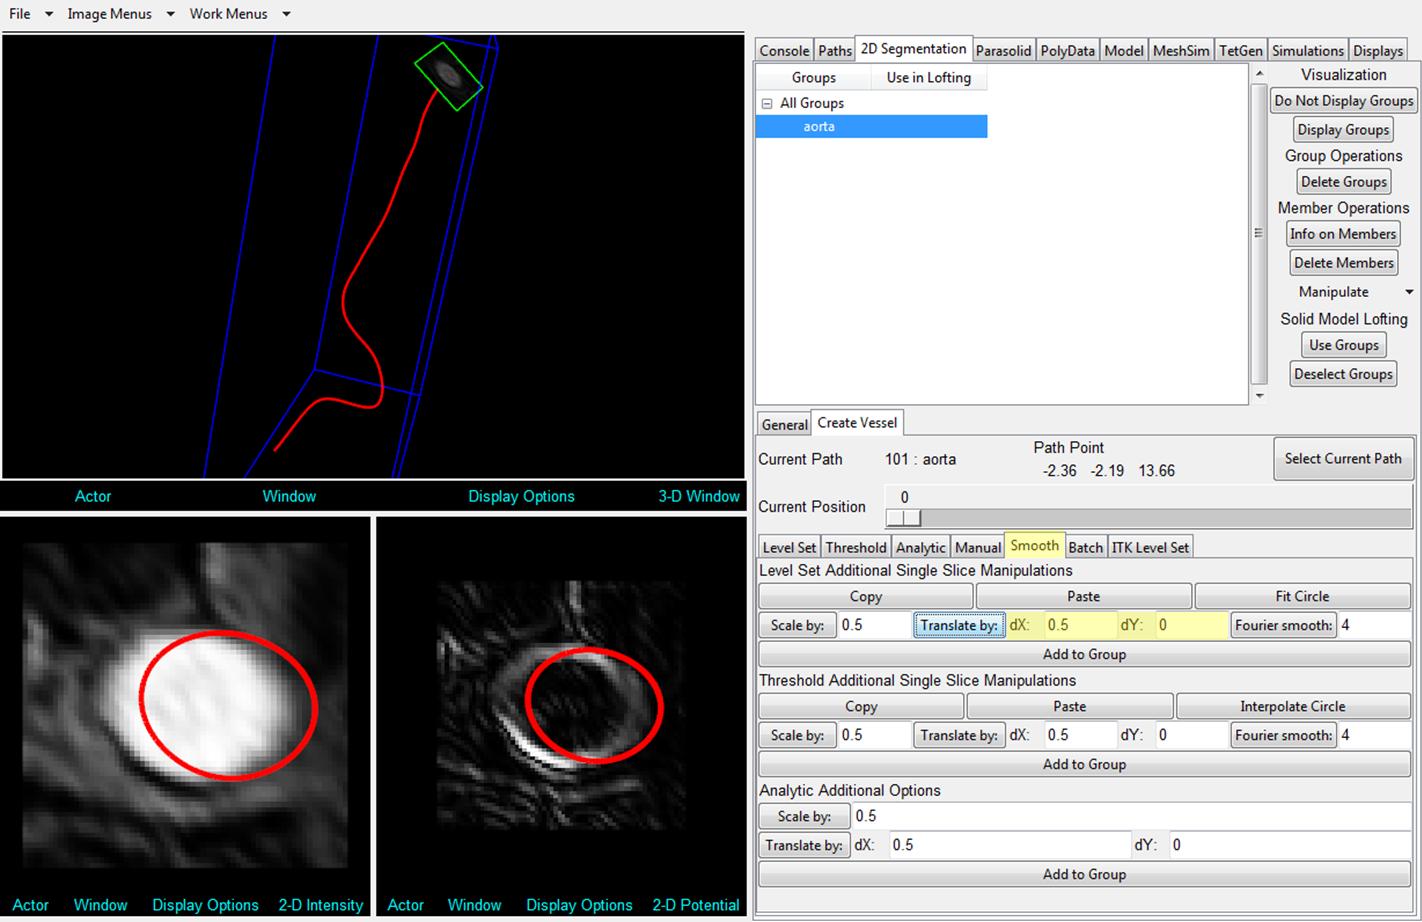 File Image Menus Work Menus
Console Paths 2D Segmentation Parasolid PolyData Model MeshSim TetGen Simulations Displays
Groups Use in Lofting
All Groups
aorta
Visualization
Do Not Display Groups
Display Groups
Group Operations
Delete Groups
Member Operations
Info on Members
Delete Members
Manipulate
Solid Model Lofting
Use Groups
Deselect Groups
Actor Window Display Options 3-D Window
General Create Vessel
Current Path 101 : aorta Path Point Select Current Path
-2.36 -2.19 13.66
Current Position 0
Level Set Threshold Analytic Manual Smooth Batch ITK Level Set
Level Set Additional Single Slice Manipulations
Copy Paste Fit Circle
Scale by: 0.5 Translate by: dX: 0.5 dY: 0 Fourier smooth: 4
Add to Group
Threshold Additional Single Slice Manipulations
Copy Paste Interpolate Circle
Scale by: 0.5 Translate by: dX: 0.5 dY: 0 Fourier smooth: 4
Add to Group
Analytic Additional Options
Scale by: 0.5
Translate by: dX: 0.5 dY: 0
Add to Group
Actor Window Display Options 2-D Intensity
Actor Window Display Options 2-D Potential